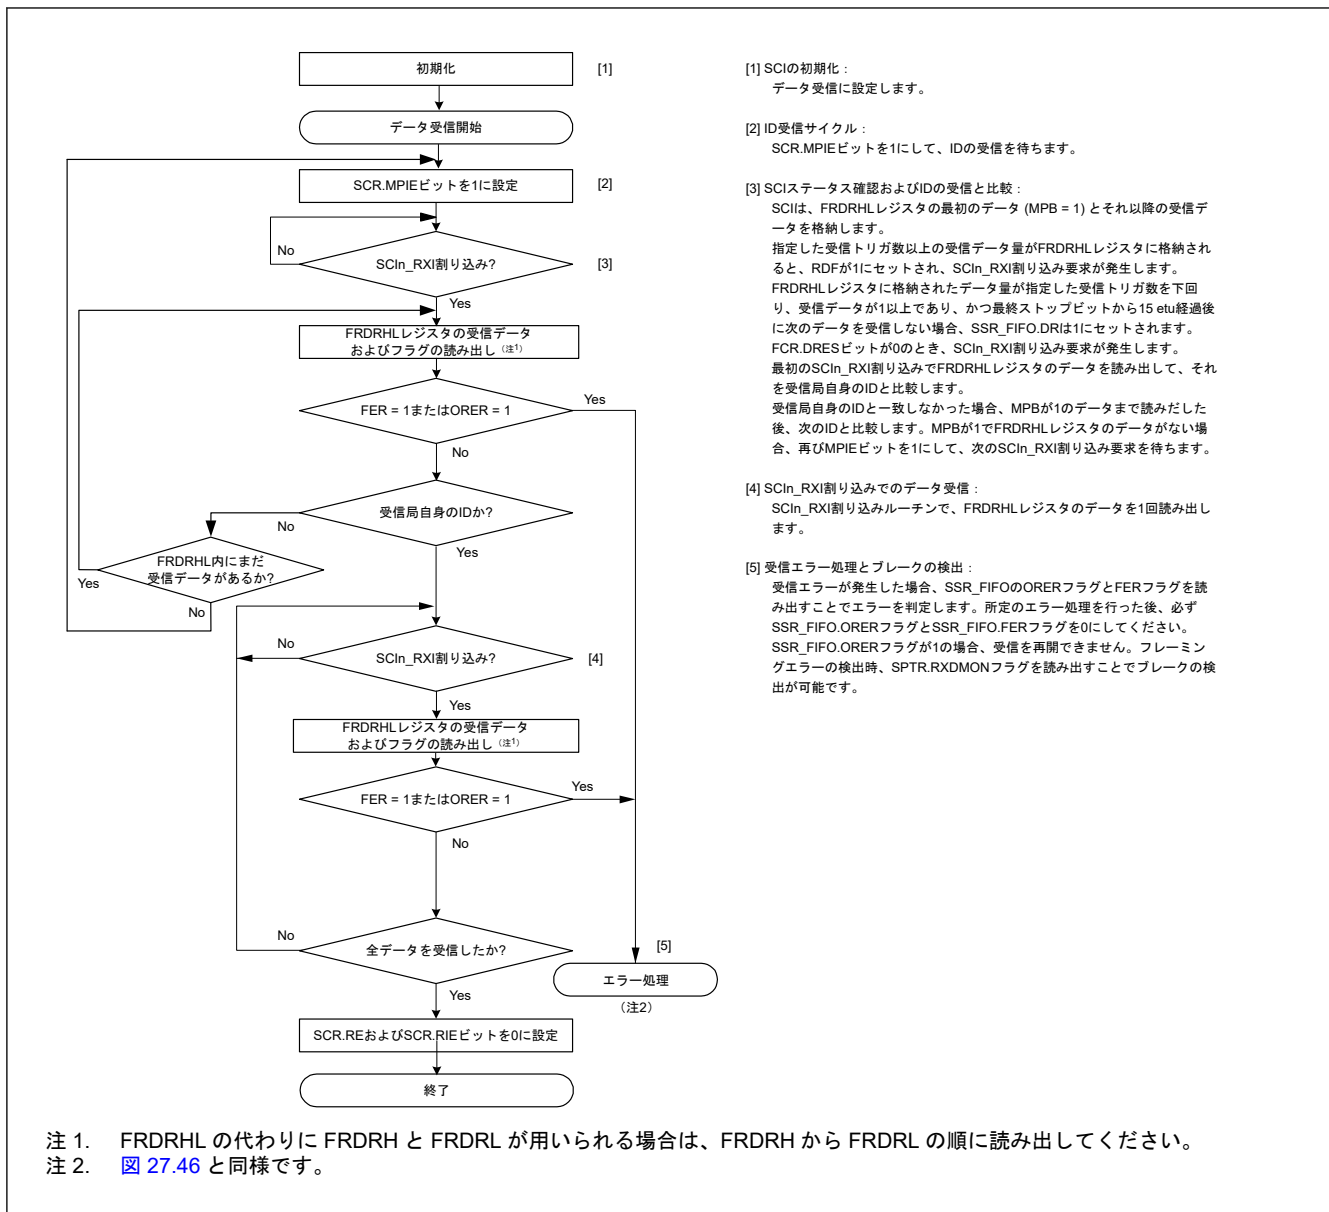 初期化
[1]
データ受信開始
SCR.MPIEビットを1に設定
[2]
No
SCIn_RXI割り込み?
[3]
Yes
FRDRHLレジスタの受信データ
およびフラグの読み出し（注1）
FER = 1またはORER = 1
Yes
No
受信局自身のIDか?
No
Yes
FRDRHL内にまだ
受信データがあるか?
Yes
No
No
SCIn_RXI割り込み?
[4]
Yes
FRDRHLレジスタの受信データ
およびフラグの読み出し（注1）
FER = 1またはORER = 1
Yes
No
No
全データを受信したか?
[5]
エラー処理
（注2）
Yes
SCR.REおよびSCR.RIEビットを0に設定
終了
[1] SCIの初期化：
データ受信に設定します。
[2] ID受信サイクル：
SCR.MPIEビットを1にして、IDの受信を待ちます。
[3] SCIステータス確認およびIDの受信と比較：
SCIは、FRDRHLレジスタの最初のデータ (MPB = 1) とそれ以降の受信デ
ータを格納します。
指定した受信トリガ数以上の受信データ量がFRDRHLレジスタに格納され
ると、RDFが1にセットされ、SCIn_RXI割り込み要求が発生します。
FRDRHLレジスタに格納されたデータ量が指定した受信トリガ数を下回
り、受信データが1以上であり、かつ最終ストップビットから15 etu経過後
に次のデータを受信しない場合、SSR_FIFO.DRは1にセットされます。
FCR.DRESビットが0のとき、SCIn_RXI割り込み要求が発生します。
最初のSCIn_RXI割り込みでFRDRHLレジスタのデータを読み出して、それ
を受信局自身のIDと比較します。
受信局自身のIDと一致しなかった場合、MPBが1のデータまで読みだした
後、次のIDと比較します。MPBが1でFRDRHLレジスタのデータがない場
合、再びMPIEビットを1にして、次のSCIn_RXI割り込み要求を待ちます。
[4] SCIn_RXI割り込みでのデータ受信：
SCIn_RXI割り込みルーチンで、FRDRHLレジスタのデータを1回読み出し
ます。
[5] 受信エラー処理とブレークの検出：
受信エラーが発生した場合、SSR_FIFOのORERフラグとFERフラグを読
み出すことでエラーを判定します。所定のエラー処理を行った後、必ず
SSR_FIFO.ORERフラグとSSR_FIFO.FERフラグを0にしてください。
SSR_FIFO.ORERフラグが1の場合、受信を再開できません。フレーミン
グエラーの検出時、SPTR.RXDMONフラグを読み出すことでブレークの検
出が可能です。
注 1. FRDRHL の代わりに FRDRH と FRDRL が用いられる場合は、FRDRH から FRDRL の順に読み出してください。
注 2. 図 27.46 と同様です。